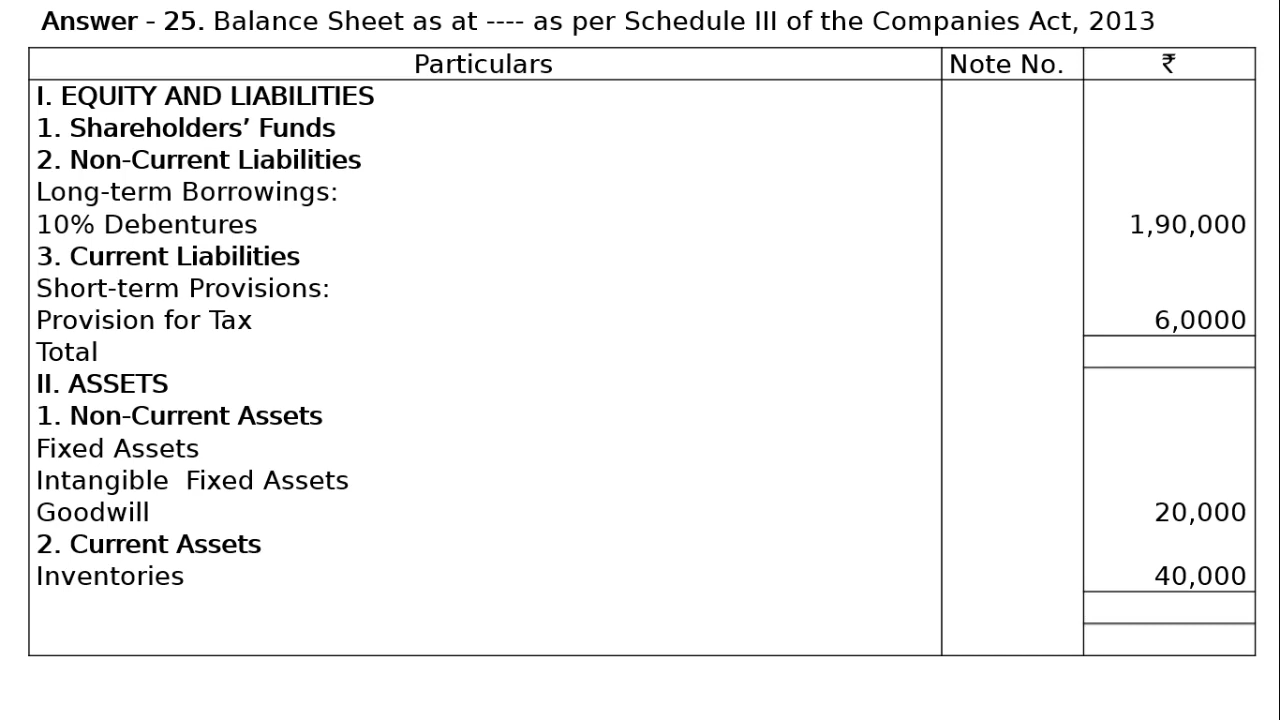 Answer - 25. Balance Sheet as at ---- as per Schedule III of the Companies Act, 2013
Particulars Note No. ₹
I. EQUITY AND LIABILITIES
1. Shareholders’ Funds
2. Non-Current Liabilities
Long-term Borrowings:
10% Debentures 1,90,000
3. Current Liabilities
Short-term Provisions:
Provision for Tax 6,0000
Total
II. ASSETS
1. Non-Current Assets
Fixed Assets
Intangible  Fixed Assets
Goodwill 20,000
2. Current Assets
Inventories 40,000